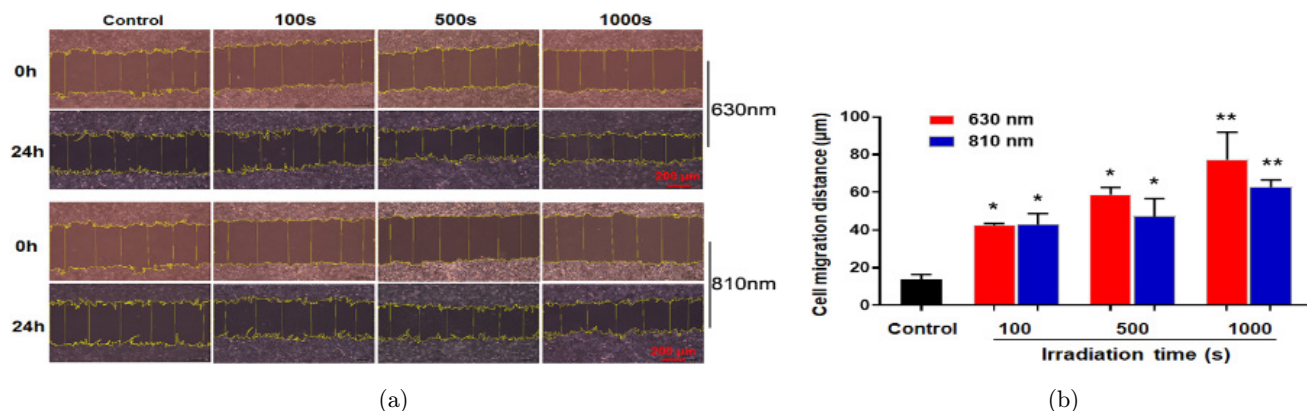 Control 100s 500s 1000s
0h
630nm
24h
200 µm
0h
810nm
24h
200 µm
(a)
Cell migration distance (µm)
100
80
60
40
20
0
630 nm
810 nm
* * * * ** **
Control 100 500 1000
Irradiation time (s)
(b)